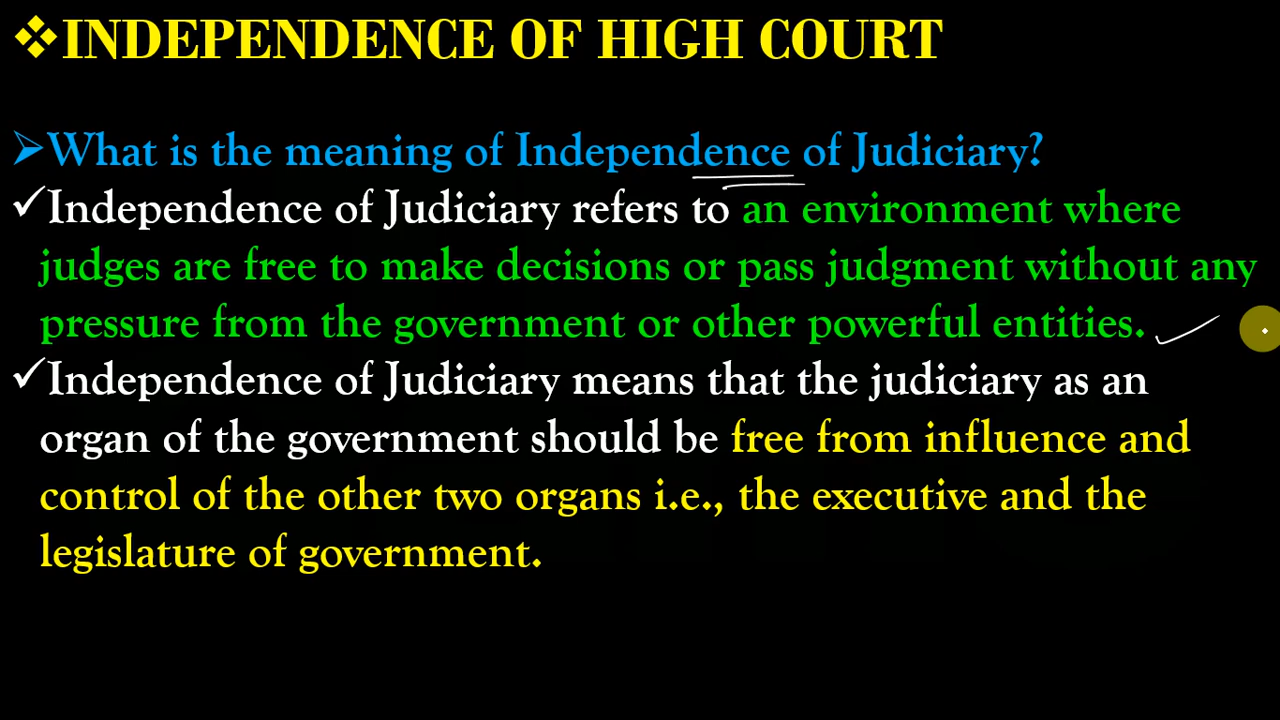 ❖INDEPENDENCE OF HIGH COURT
➢What is the meaning of Independence of Judiciary?
✓Independence of Judiciary refers to an environment where
judges are free to make decisions or pass judgment without any
pressure from the government or other powerful entities.
✓Independence of Judiciary means that the judiciary as an
organ of the government should be free from influence and
control of the other two organs i.e., the executive and the
legislature of government.